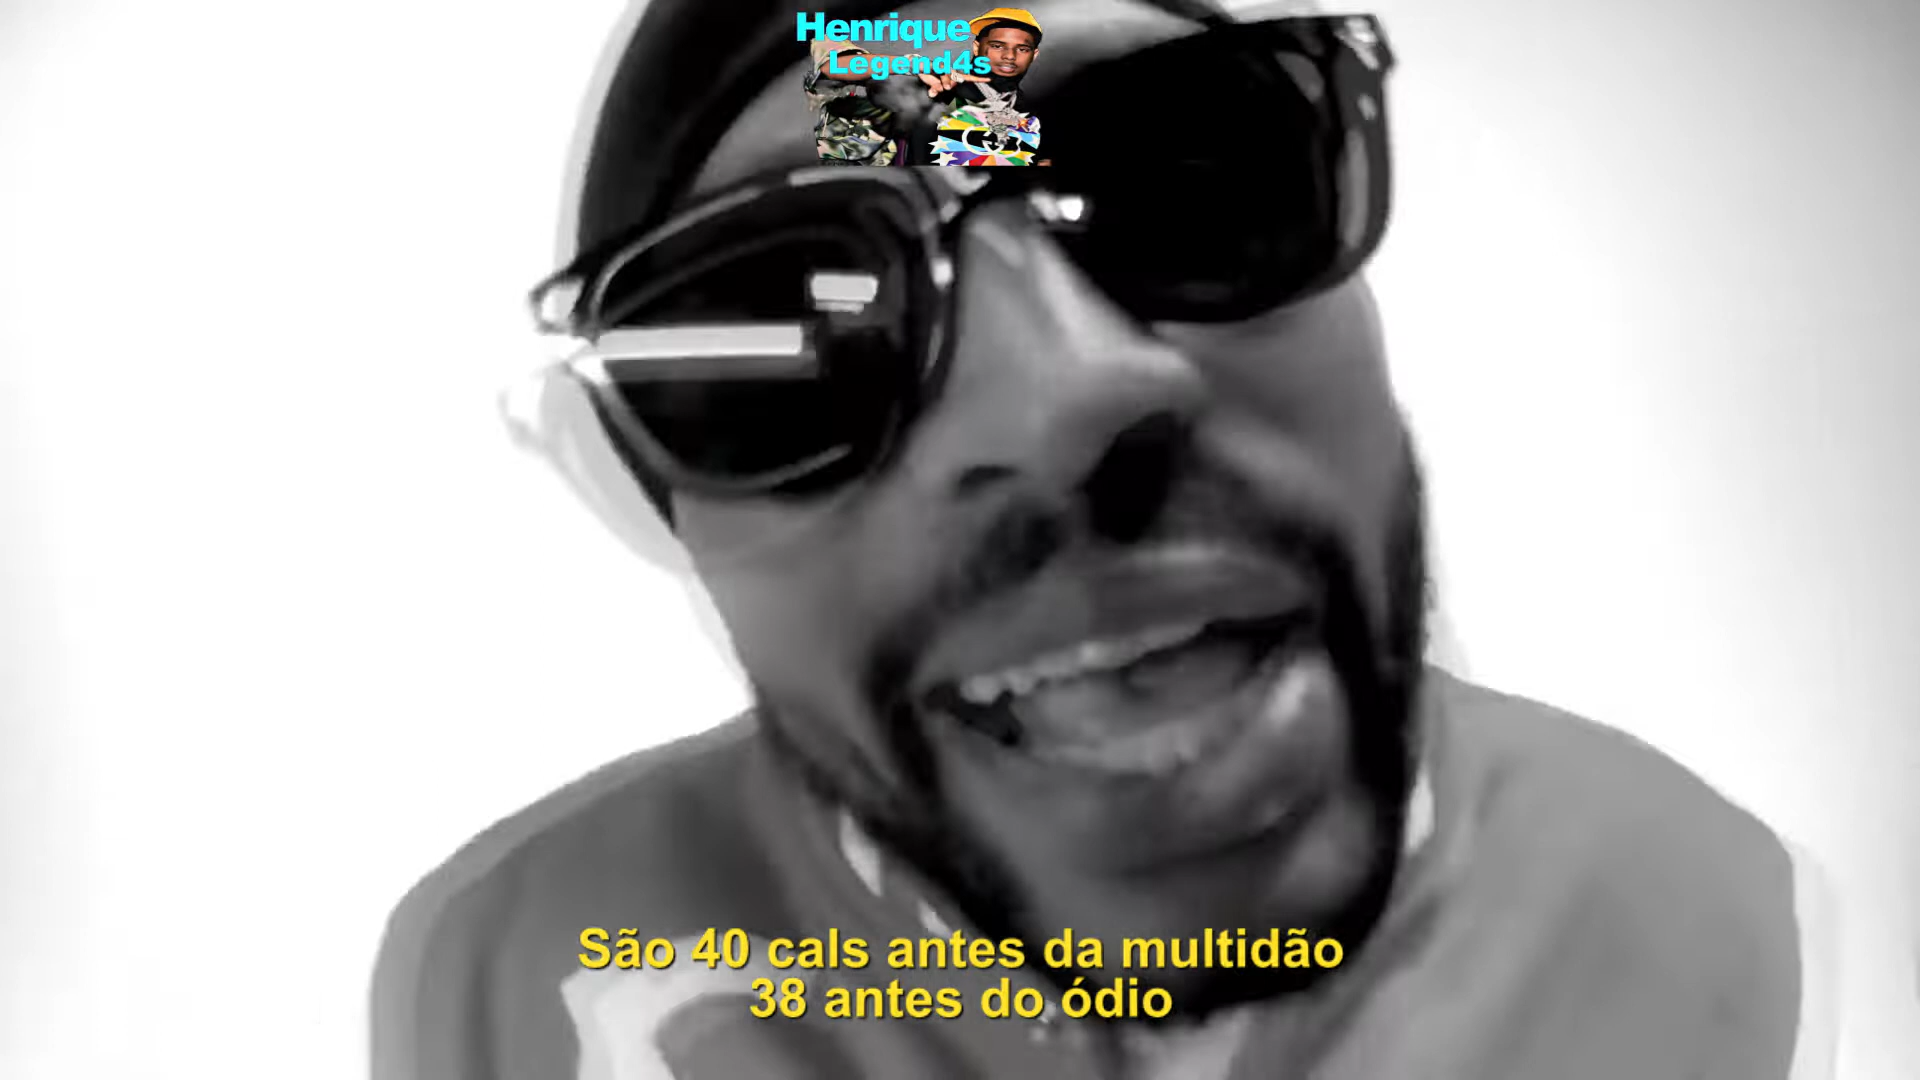 Henrique
Legend4s
São 40 cals antes da multidão
38 antes do ódio